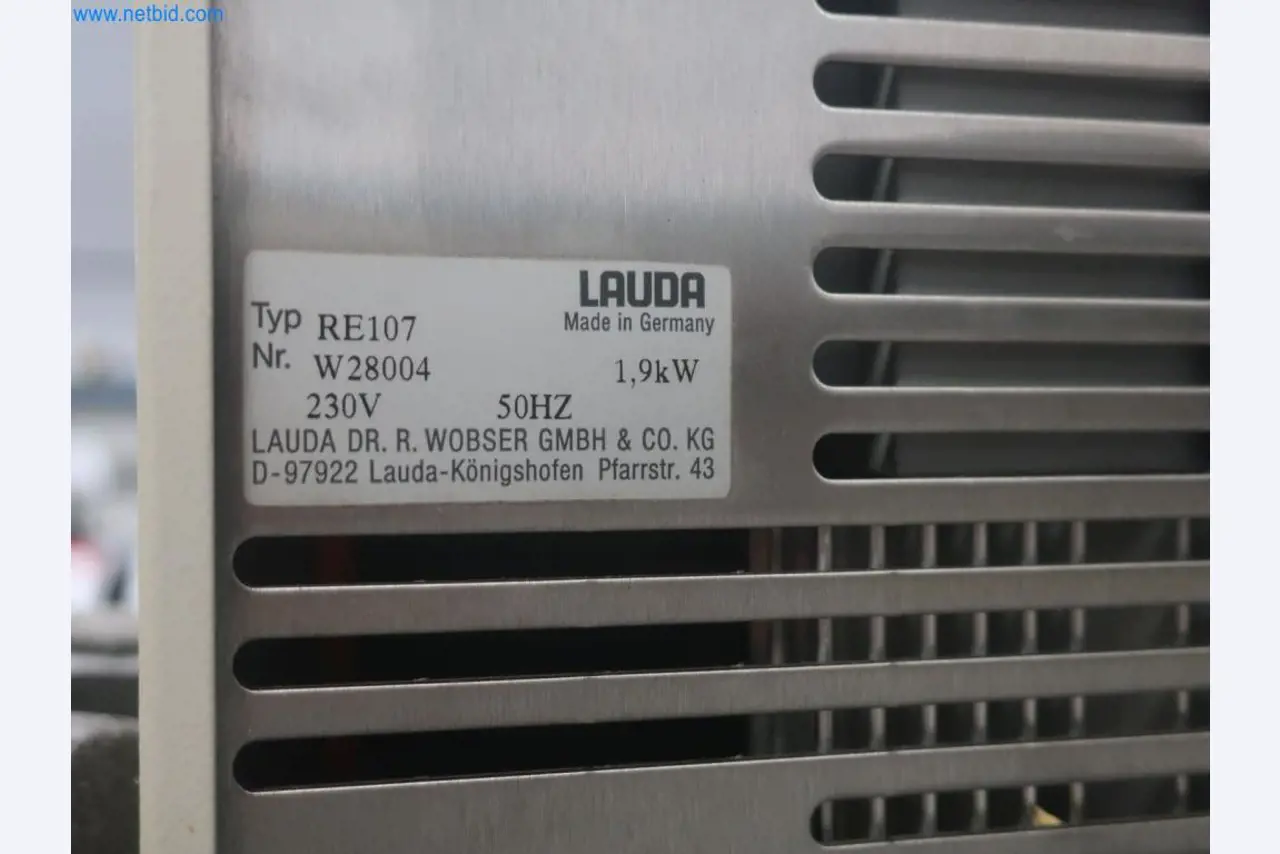 www.netbid.com
LAUDA
Made in Germany
Typ RE107
Nr. W28004 1,9kW
230V 50HZ
LAUDA DR. R. WOBSER GMBH & CO. KG
D-97922 Lauda-Königshofen Pfarrstr. 43